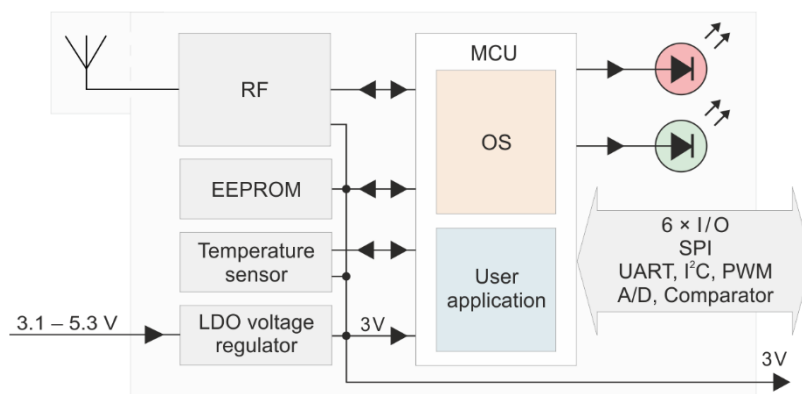 RF
MCU
OS
EEPROM
Temperature
sensor
User
application
6 × I/O
SPI
UART, I²C, PWM
A/D, Comparator
3.1 – 5.3 V
LDO voltage
regulator
3V
3V